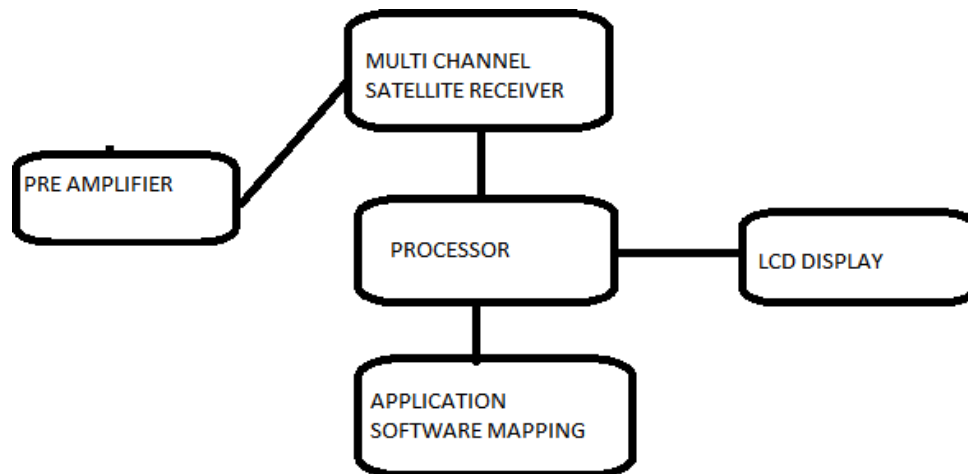 MULTI CHANNEL
SATELLITE RECEIVER
PRE AMPLIFIER
PROCESSOR
LCD DISPLAY
APPLICATION
SOFTWARE MAPPING